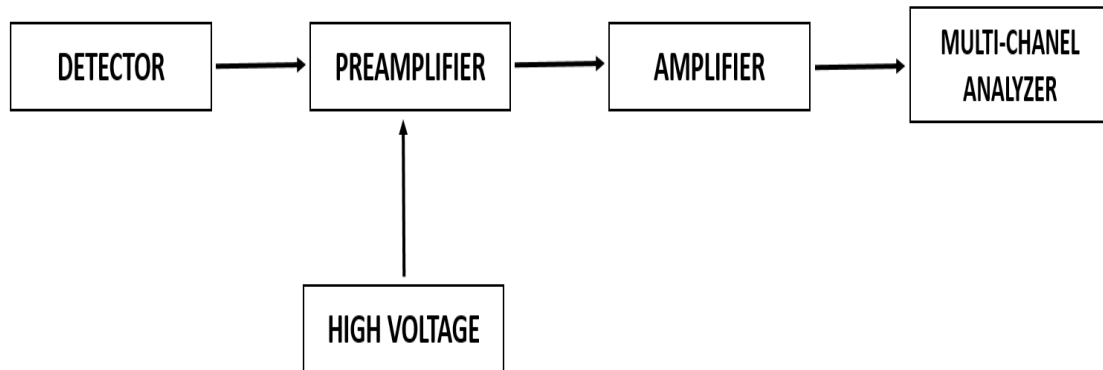 DETECTOR
PREAMPLIFIER
AMPLIFIER
MULTI-CHANEL
ANALYZER
HIGH VOLTAGE